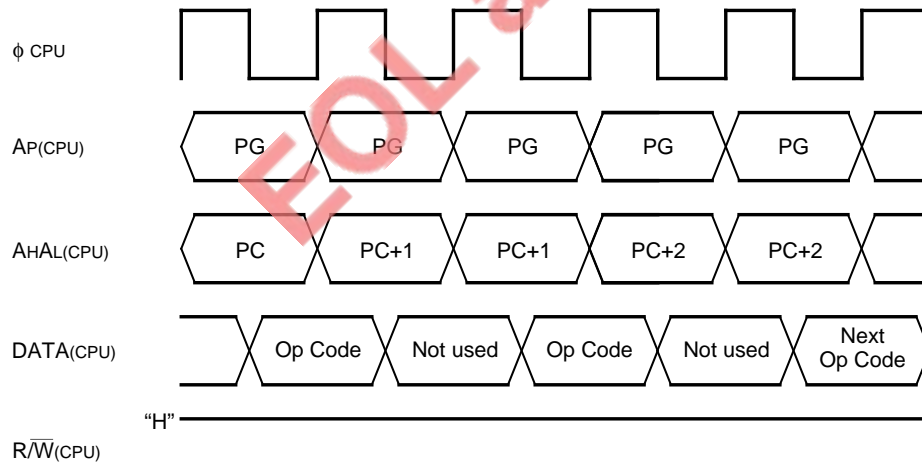 ϕ CPU
AP(CPU) PG PG PG PG PG
AHAL(CPU) PC PC+1 PC+1 PC+2 PC+2
DATA(CPU) Op Code Not used Op Code Not used Next Op Code
"H"
R/W̅(CPU)
EOL a